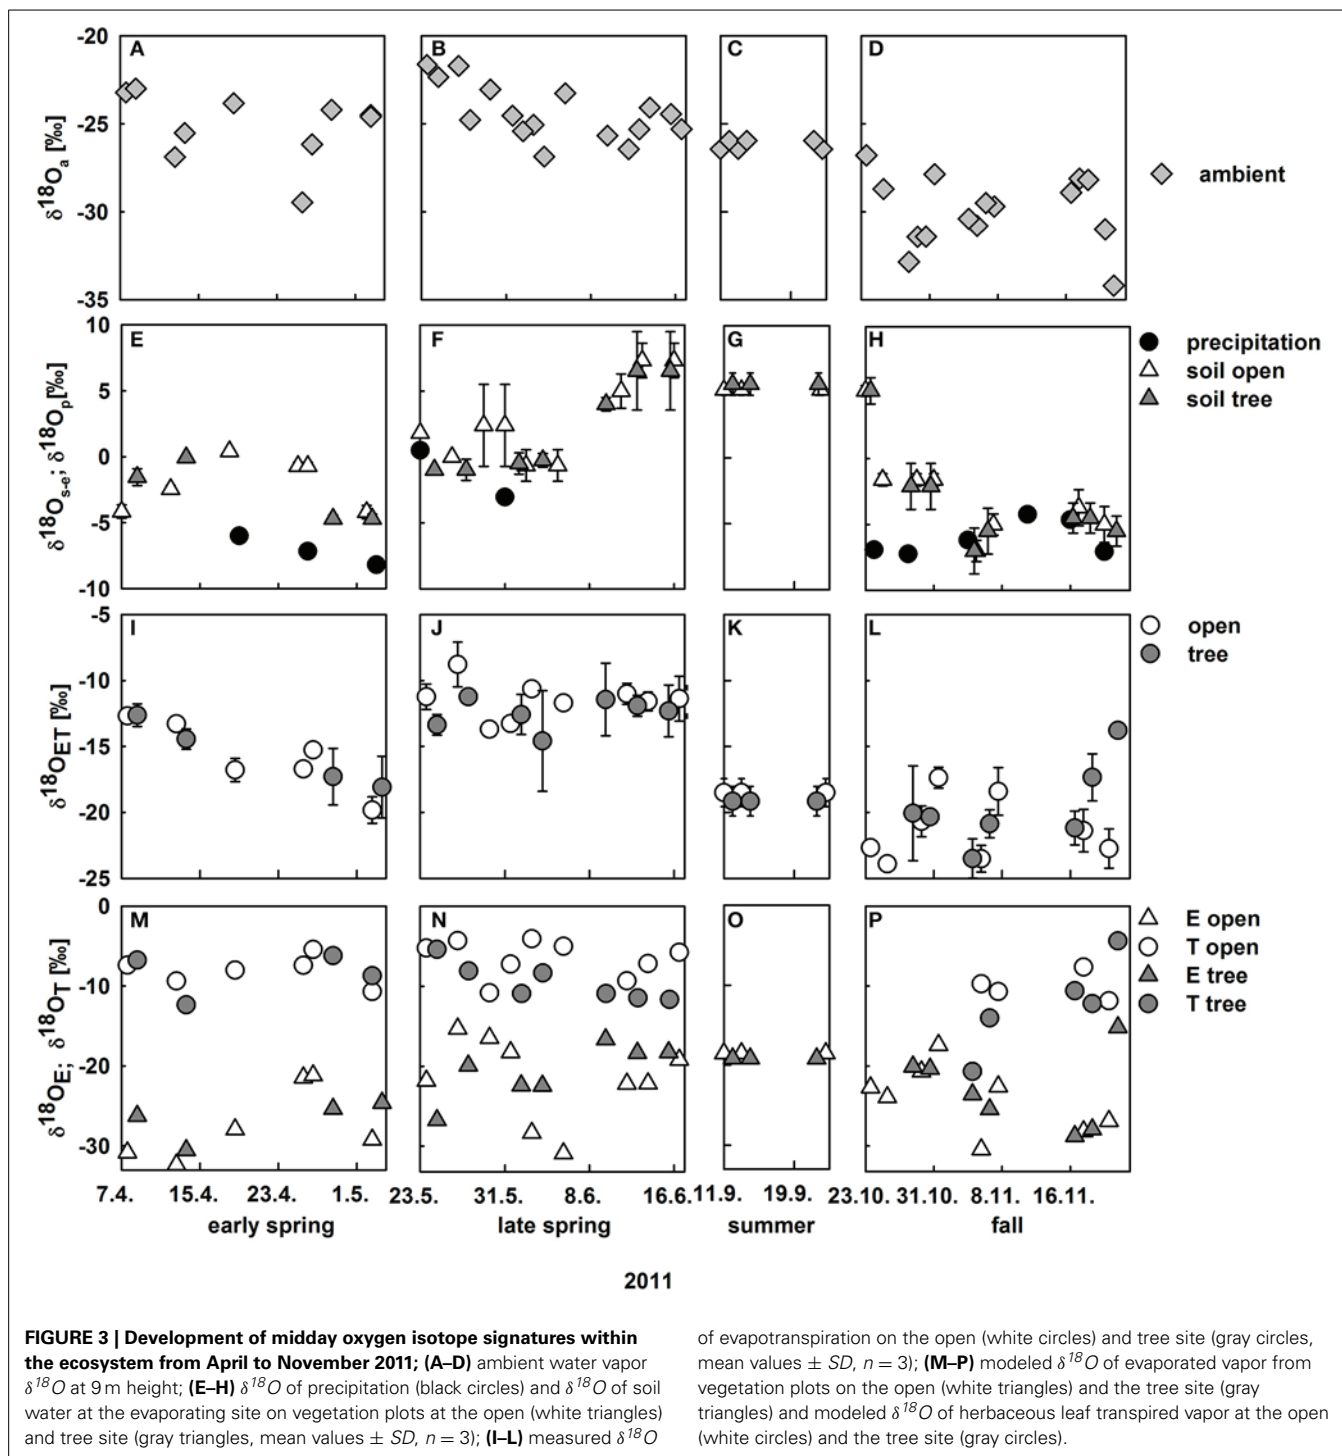 -20
-25
-30
-35
δ18Oa [‰]
A
B
C
D
ambient
10
5
0
-5
-10
δ18Os-e; δ18Op[‰]
E
F
G
H
precipitation
soil open
soil tree
-5
-10
-15
-20
-25
δ18OET [‰]
I
J
K
L
open
tree
0
-10
-20
-30
δ18OE; δ18OT [‰]
M
N
O
P
E open
T open
E tree
T tree
7.4. 15.4. 23.4. 1.5. 23.5. 31.5. 8.6. 16.6. 11.9. 19.9. 23.10. 31.10. 8.11. 16.11.
early spring late spring summer fall
2011
FIGURE 3 | Development of midday oxygen isotope signatures within
the ecosystem from April to November 2011; (A–D) ambient water vapor
δ18O at 9 m height; (E–H) δ18O of precipitation (black circles) and δ18O of soil
water at the evaporating site on vegetation plots at the open (white triangles)
and tree site (gray triangles, mean values ± SD, n = 3); (I–L) measured δ18O
of evapotranspiration on the open (white circles) and tree site (gray circles,
mean values ± SD, n = 3); (M–P) modeled δ18O of evaporated vapor from
vegetation plots on the open (white triangles) and the tree site (gray
triangles) and modeled δ18O of herbaceous leaf transpired vapor at the open
(white circles) and the tree site (gray circles).